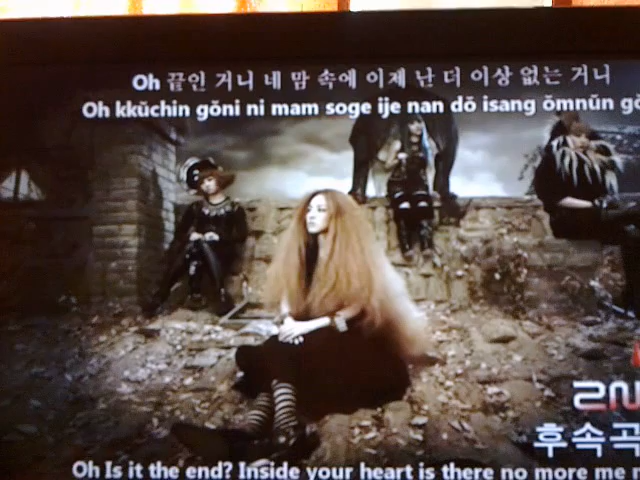 Oh 끝인 거니 네 맘 속에 이제 난 더 이상 없는 거니
Oh kkŭchin gŏni ni mam soge ije nan dŏ isang ŏmnŭn gŏ
2N
후속곡
Oh Is it the end? Inside your heart is there no more me